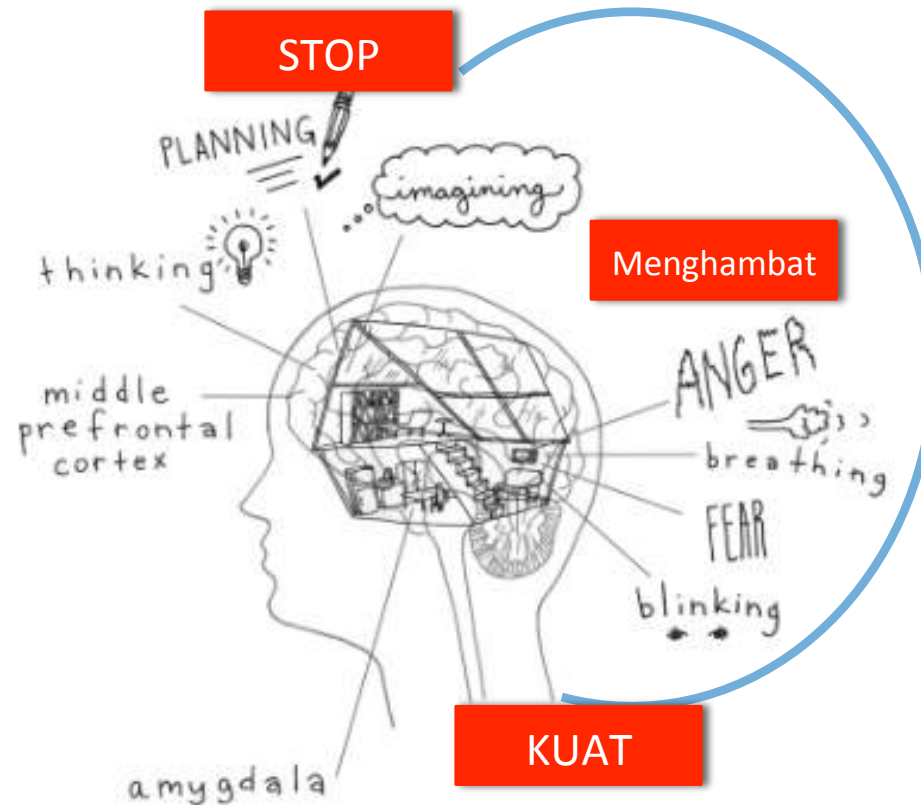 STOP
PLANNING
imagining
thinking
Menghambat
ANGER
middle
prefrontal
cortex
breathing
FEAR
blinking
KUAT
amygdala